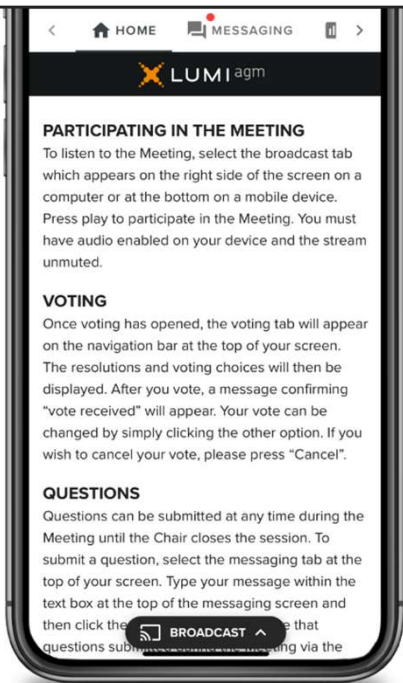 HOME MESSAGING
LUMI agm
PARTICIPATING IN THE MEETING
To listen to the Meeting, select the broadcast tab
which appears on the right side of the screen on a
computer or at the bottom on a mobile device.
Press play to participate in the Meeting. You must
have audio enabled on your device and the stream
unmuted.
VOTING
Once voting has opened, the voting tab will appear
on the navigation bar at the top of your screen.
The resolutions and voting choices will then be
displayed. After you vote, a message confirming
“vote received” will appear. Your vote can be
changed by simply clicking the other option. If you
wish to cancel your vote, please press “Cancel”.
QUESTIONS
Questions can be submitted at any time during the
Meeting until the Chair closes the session. To
submit a question, select the messaging tab at the
top of your screen. Type your message within the
text box at the top of the messaging screen and
then click the that
BROADCAST
questions via the